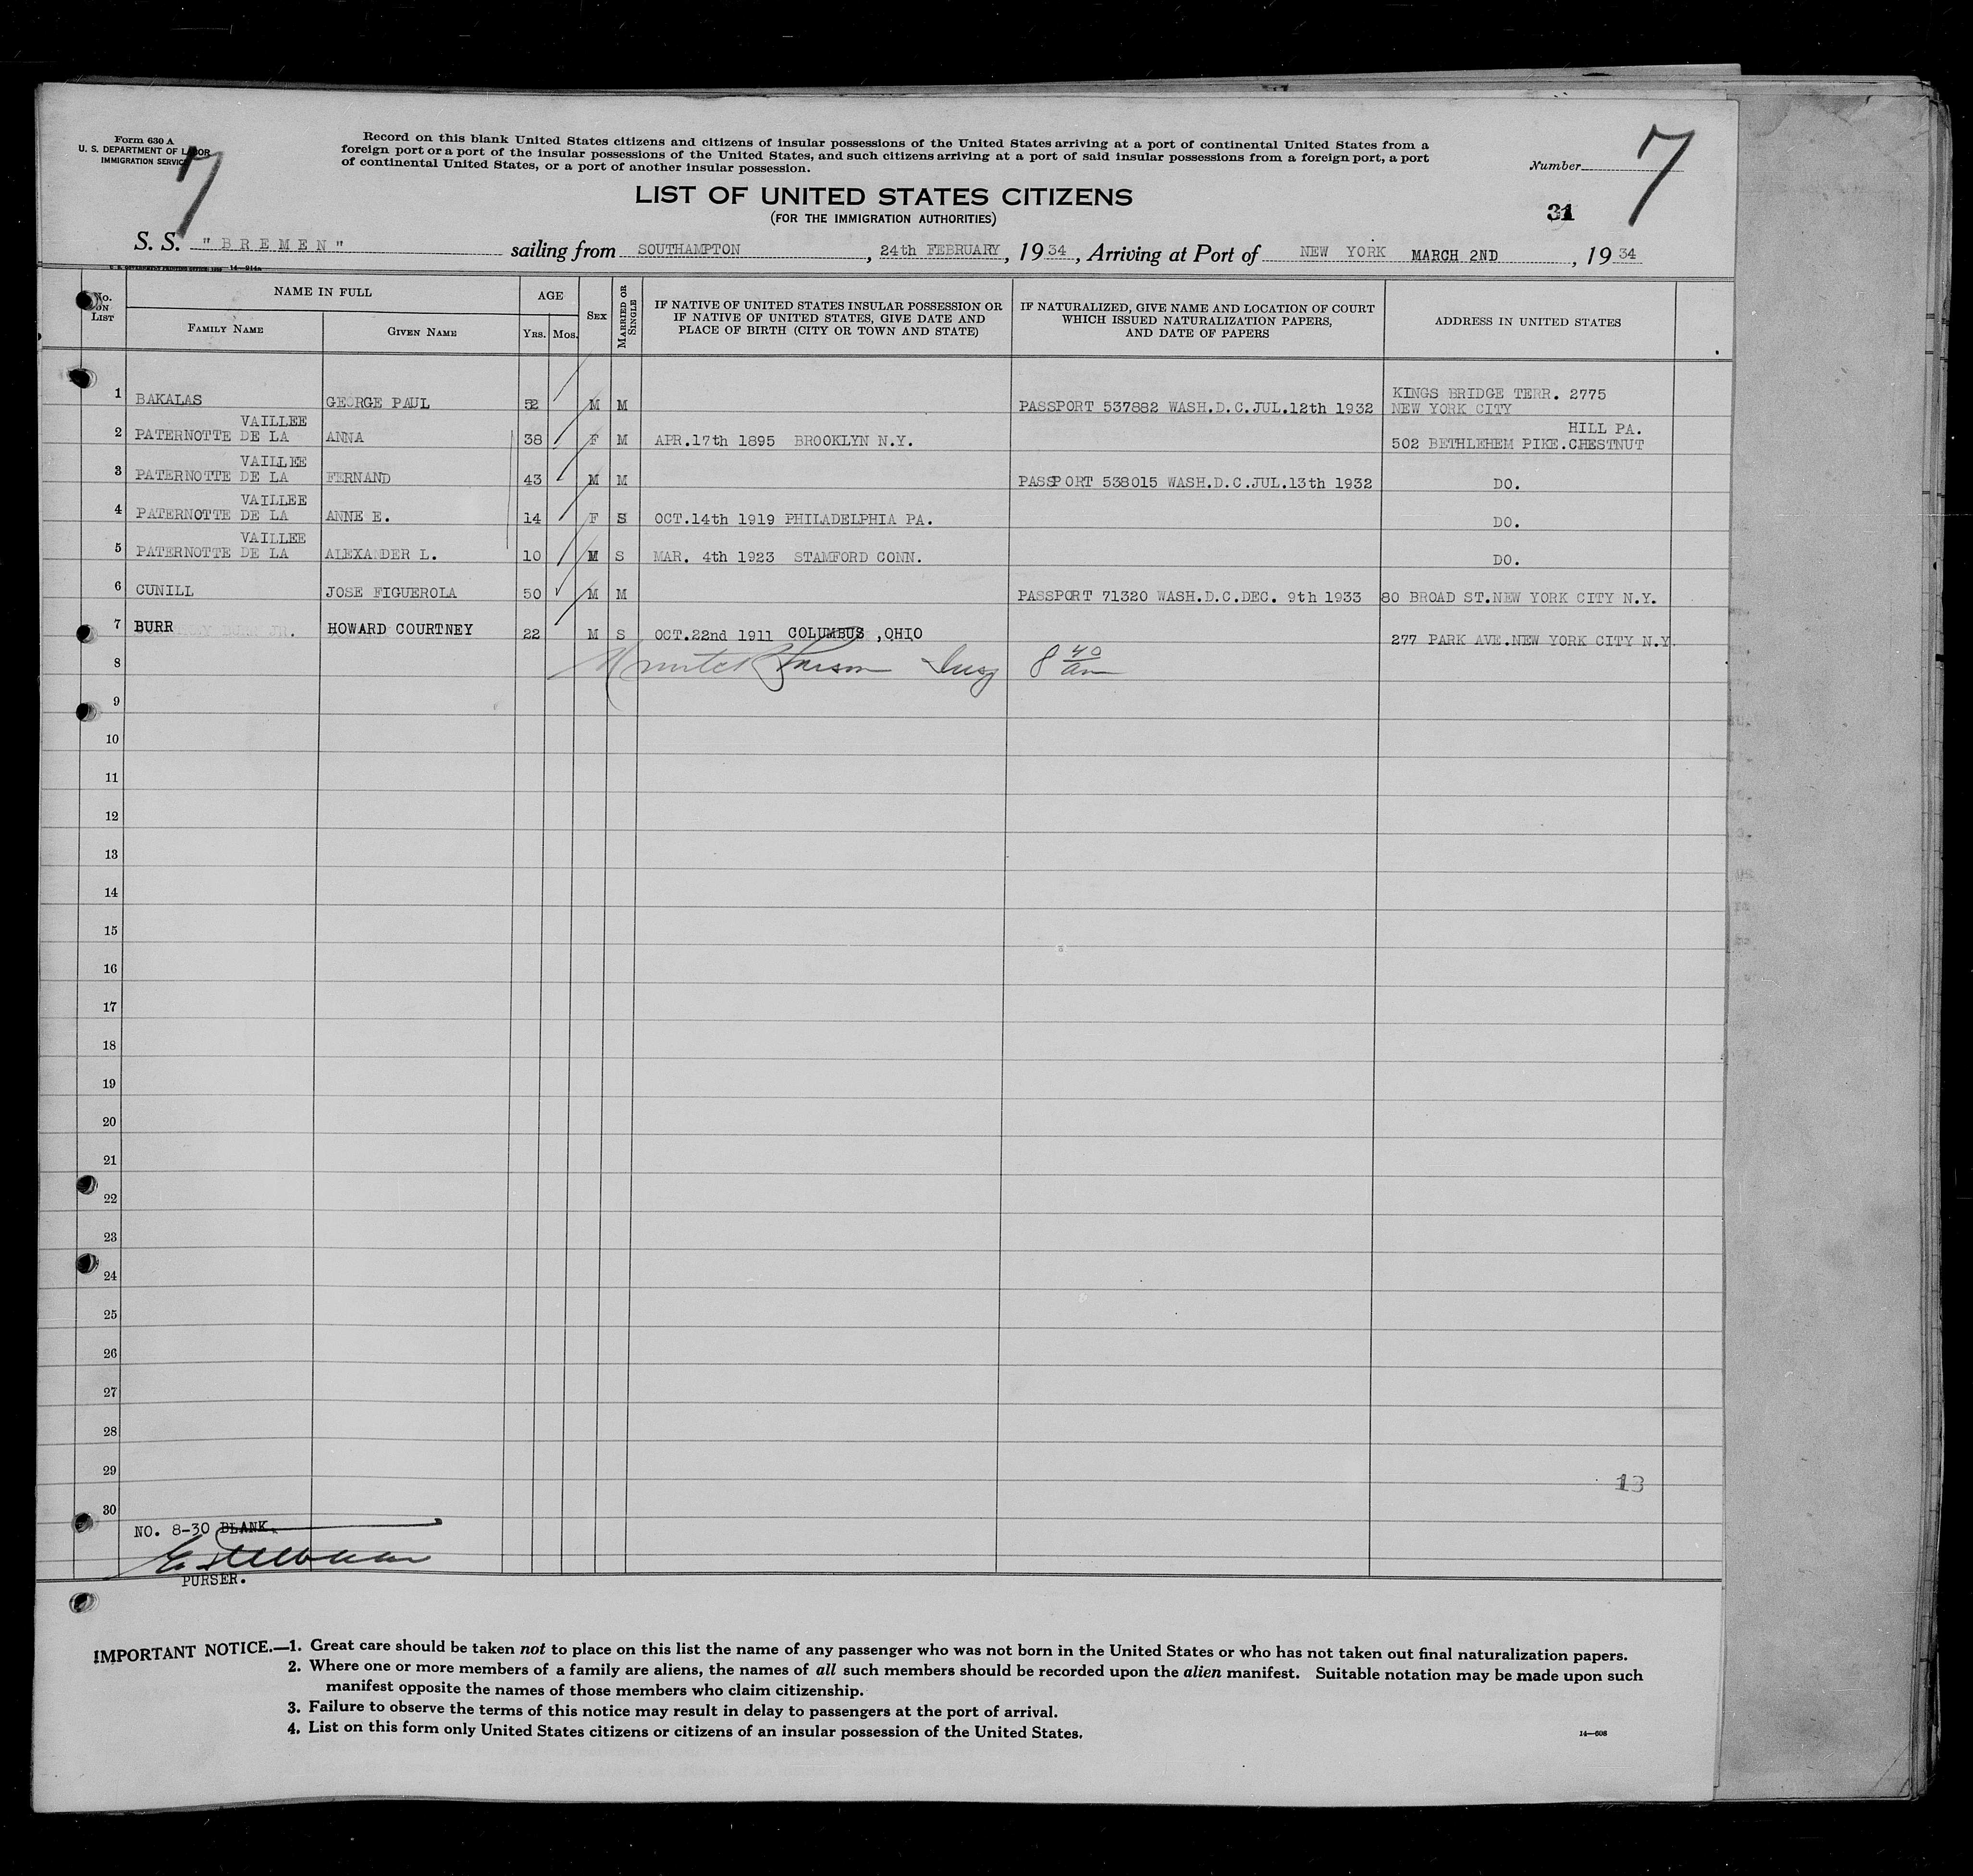 Form 630 A
U. S. DEPARTMENT OF LABOR
IMMIGRATION SERVICE
7
Record on this blank United States citizens and citizens of insular possessions of the United States arriving at a port of continental United States from a
foreign port or a port of the insular possessions of the United States, and such citizens arriving at a port of said insular possessions from a foreign port, a port
of continental United States, or a port of another insular possession.
Number 7
LIST OF UNITED STATES CITIZENS
(FOR THE IMMIGRATION AUTHORITIES)
31
S. S. "BREMEN" sailing from SOUTHAMPTON, 24th FEBRUARY, 1934, Arriving at Port of NEW YORK MARCH 2ND, 1934
No. ON LIST
NAME IN FULL
FAMILY NAME
GIVEN NAME
AGE
YRS. MOS.
SEX
MARRIED OR SINGLE
IF NATIVE OF UNITED STATES INSULAR POSSESSION OR
IF NATIVE OF UNITED STATES, GIVE DATE AND
PLACE OF BIRTH (CITY OR TOWN AND STATE)
IF NATURALIZED, GIVE NAME AND LOCATION OF COURT
WHICH ISSUED NATURALIZATION PAPERS,
AND DATE OF PAPERS
ADDRESS IN UNITED STATES
KINGS BRIDGE TERR. 2775
1 BAKALAS GEORGE PAUL 52 M M PASSPORT 537882 WASH.D.C.JUL.12th 1932 NEW YORK CITY
VAILLEE HILL PA.
2 PATERNOTTE DE LA ANNA 38 F M APR.17th 1895 BROOKLYN N.Y. 502 BETHLEHEM PIKE.CHESTNUT
VAILLEE
3 PATERNOTTE DE LA FERNAND 43 M M PASSPORT 538015 WASH.D.C.JUL.13th 1932 DO.
VAILLEE
4 PATERNOTTE DE LA ANNE E. 14 F S OCT.14th 1919 PHILADELPHIA PA. DO.
VAILLEE
5 PATERNOTTE DE LA ALEXANDER L. 10 M S MAR. 4th 1923 STAMFORD CONN. DO.
6 CUNILL JOSE FIGUEROLA 50 M M PASSPORT 71320 WASH.D.C.DEC. 9th 1933 80 BROAD ST.NEW YORK CITY N.Y.
7 BURR HOWARD COURTNEY 22 M S OCT.22nd 1911 COLUMBUS ,OHIO 277 PARK AVE.NEW YORK CITY N.Y.
8 Insp 8 40 am
9
10
11
12
13
14
15
16
17
18
19
20
21
22
23
24
25
26
27
28
29
13
30
NO. 8-30 BLANK.
PURSER.
IMPORTANT NOTICE.—1. Great care should be taken not to place on this list the name of any passenger who was not born in the United States or who has not taken out final naturalization papers.
2. Where one or more members of a family are aliens, the names of all such members should be recorded upon the alien manifest. Suitable notation may be made upon such
manifest opposite the names of those members who claim citizenship.
3. Failure to observe the terms of this notice may result in delay to passengers at the port of arrival.
4. List on this form only United States citizens or citizens of an insular possession of the United States.
14—608